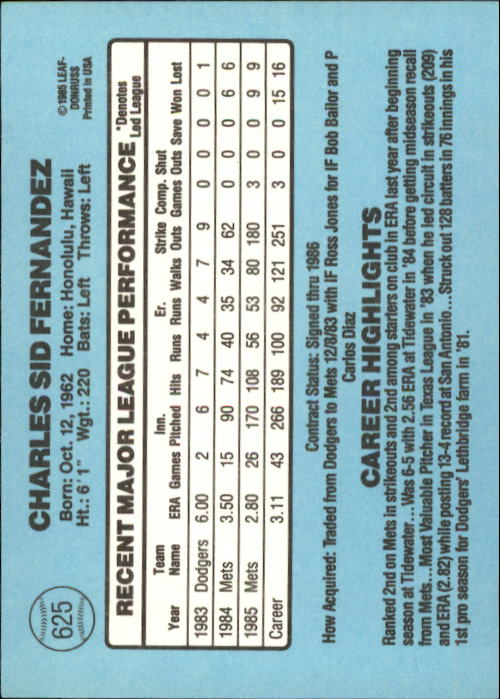 625
CHARLES SID FERNANDEZ
Born: Oct. 12, 1962 Home: Honolulu, Hawaii
Ht.: 6'1" Wgt.: 220 Bats: Left Throws: Left
©1985 LEAF-
DONRUSS
Printed in USA
RECENT MAJOR LEAGUE PERFORMANCE *Denotes
Led League
Team Inn. Er. Strike Comp. Shut
Year Name ERA Games Pitched Hits Runs Runs Walks Outs Games Outs Save Won Lost
1983 Dodgers 6.00 2 6 7 4 4 7 9 0 0 0 0 1
1984 Mets 3.50 15 90 74 40 35 34 62 0 0 0 6 6
1985 Mets 2.80 26 170 108 56 53 80 180 3 0 0 9 9
Career 3.11 43 266 189 100 92 121 251 3 0 0 15 16
Contract Status: Signed thru 1986
How Acquired: Traded from Dodgers to Mets 12/8/83 with IF Ross Jones for IF Bob Bailor and P
Carlos Diaz
CAREER HIGHLIGHTS
Ranked 2nd on Mets in strikeouts and 2nd among starters on club in ERA last year after beginning
season at Tidewater...Was 6-5 with 2.56 ERA at Tidewater in '84 before getting midseason recall
from Mets...Most Valuable Pitcher in Texas League in '83 when he led circuit in strikeouts (209)
and ERA (2.82) while posting 13-4 record at San Antonio...Struck out 128 batters in 76 innings in his
1st pro season for Dodgers' Lethbridge farm in '81.